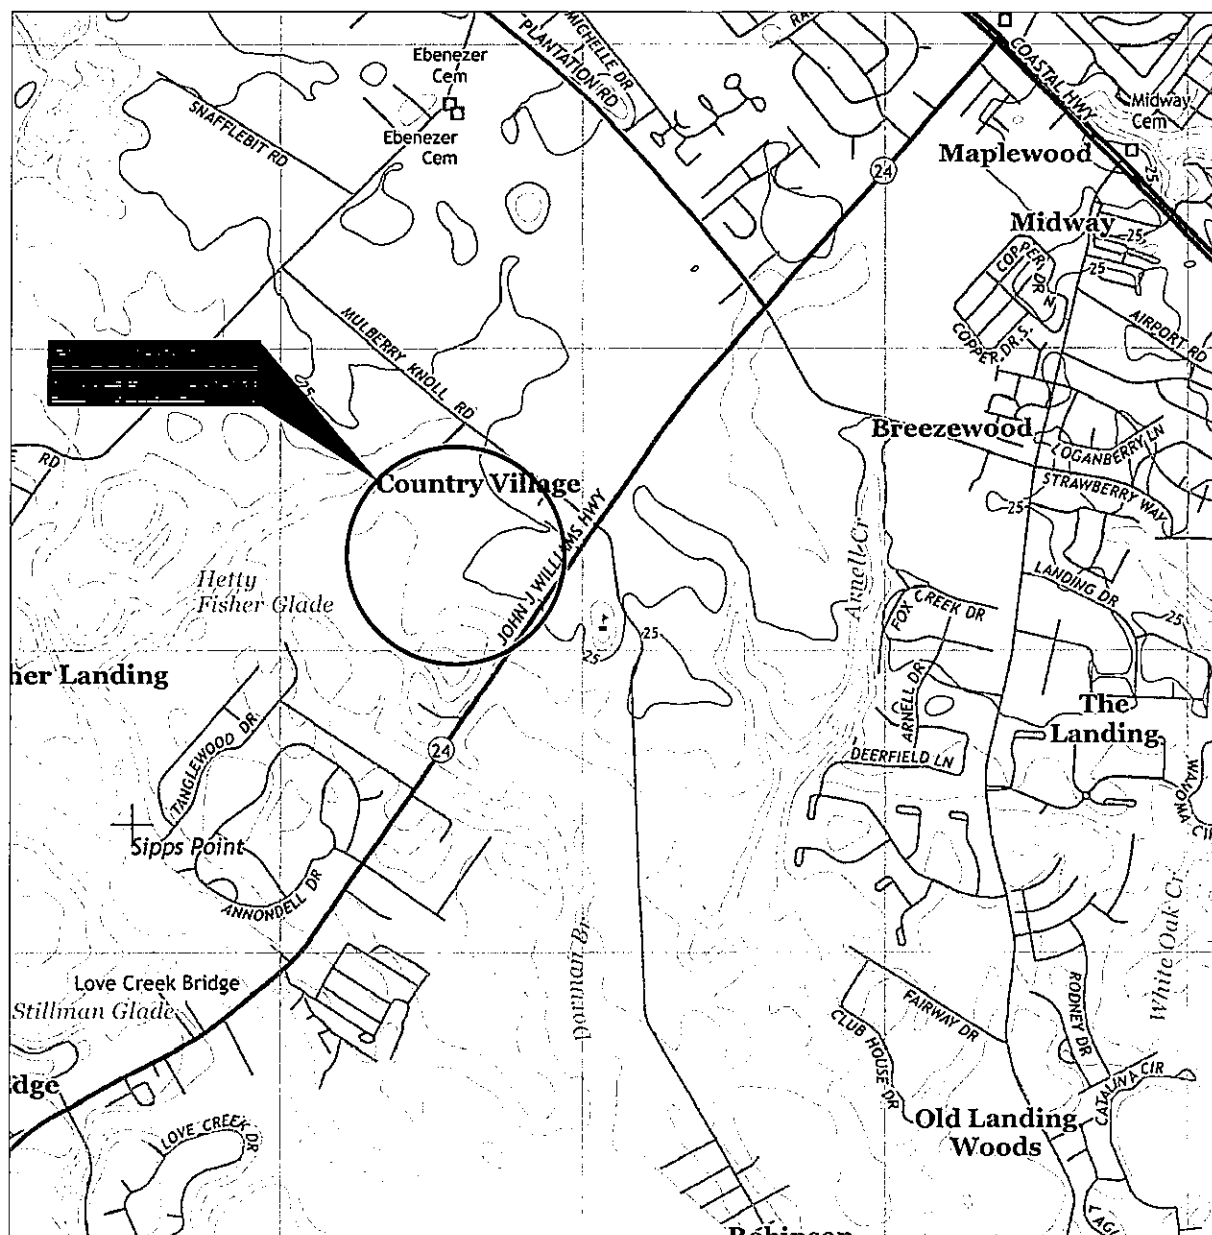 Ebenezer
Cem
MICHELLE DR
PLANTATION RD
COASTAL HWY
Midway
Cem
SNAFFLEBIT RD
Ebenezer
Cem
Maplewood
24
25
Midway
25
25
COPPER DR N
COPPER DR S
AIRPORT RD
MULBERRY KNOLL RD
25
RD
Breezewood
LOGANBERRY LN
STRAWBERRY WAY
25
Country Village
JOHN J WILLIAMS HWY
Arnell Cr
Hetty
Fisher Glade
LANDING DR
FOX CREEK DR
25
25
25
her Landing
ARNELL DR
The
Landing
TANGLEWOOD DR
24
DEERFIELD LN
WANOMA CIR
Sipps Point
ANNONDELL DR
White Oak Cr
Dorman Br
Love Creek Bridge
Stillman Glade
FAIRWAY DR
RODNEY DR
CLUB HOUSE DR
dge
CATALINA CIR
LOVE CREEK DR
Old Landing
Woods
Robinson